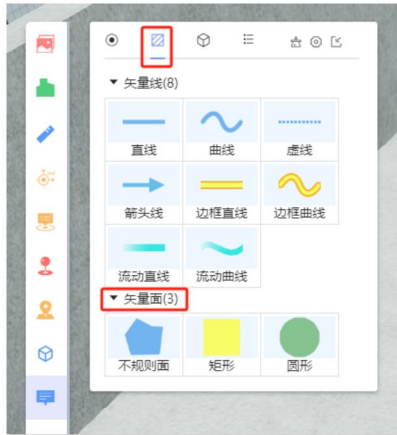 矢量线(8)
直线 曲线 虚线
箭头线 边框直线 边框曲线
流动直线 流动曲线
矢量面(3)
不规则面 矩形 圆形